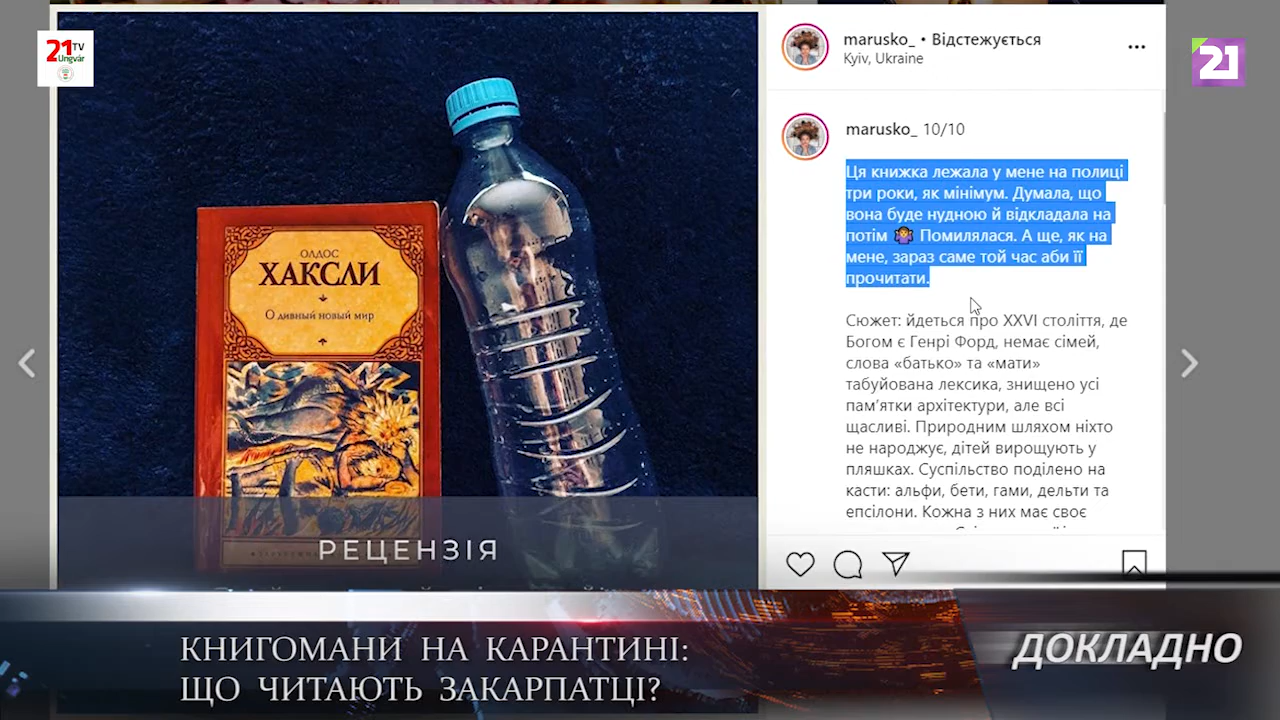 21 TV
Ungvár
21
marusko_ • Відстежується
Kyiv, Ukraine
marusko_ 10/10
Ця книжка лежала у мене на полиці
три роки, як мінімум. Думала, що
вона буде нудною й відкладала на
потім 🤷🏽‍♀️ Помилялася. А ще, як на
мене, зараз саме той час аби її
прочитати.
Сюжет: йдеться про XXVI століття, де
Богом є Генрі Форд, немає сімей,
слова «батько» та «мати»
табуйована лексика, знищено усі
пам’ятки архітектури, але всі
щасливі. Природним шляхом ніхто
не народжує, дітей вирощують у
пляшках. Суспільство поділено на
касти: альфи, бети, гами, дельти та
епсілони. Кожна з них має своє
ОЛДОС
ХАКСЛИ
О дивный новый мир
РЕЦЕНЗІЯ
КНИГОМАНИ НА КАРАНТИНІ:
ЩО ЧИТАЮТЬ ЗАКАРПАТЦІ?
ДОКЛАДНО